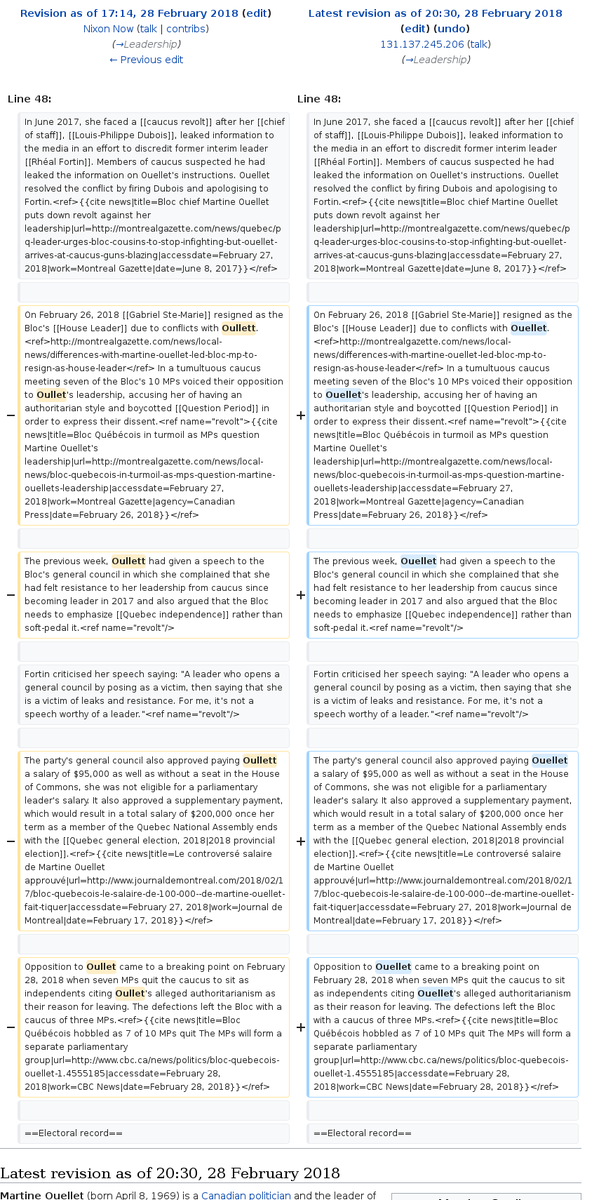 Revision as of 17:14, 28 February 2018 (edit)
Nixon Now (talk | contribs)
(→Leadership)
← Previous edit
Latest revision as of 20:30, 28 February 2018
(edit) (undo)
131.137.245.206 (talk)
(→Leadership)
Line 48:
In June 2017, she faced a [[caucus revolt]] after her [[chief
of staff]], [[Louis-Philippe Dubois]], leaked information to
the media in an effort to discredit former interim leader
[[Rhéal Fortin]]. Members of caucus suspected he had
leaked the information on Ouellet's instructions. Ouellet
resolved the conflict by firing Dubois and apologising to
Fortin.<ref>{{cite news|title=Bloc chief Martine Ouellet
puts down revolt against her
leadership|url=http://montrealgazette.com/news/quebec/p
q-leader-urges-bloc-cousins-to-stop-infighting-but-ouellet-
arrives-at-caucus-guns-blazing|accessdate=February 27,
2018|work=Montreal Gazette|date=June 8, 2017}}</ref>
Line 48:
In June 2017, she faced a [[caucus revolt]] after her [[chief
of staff]], [[Louis-Philippe Dubois]], leaked information to
the media in an effort to discredit former interim leader
[[Rhéal Fortin]]. Members of caucus suspected he had
leaked the information on Ouellet's instructions. Ouellet
resolved the conflict by firing Dubois and apologising to
Fortin.<ref>{{cite news|title=Bloc chief Martine Ouellet
puts down revolt against her
leadership|url=http://montrealgazette.com/news/quebec/p
q-leader-urges-bloc-cousins-to-stop-infighting-but-ouellet-
arrives-at-caucus-guns-blazing|accessdate=February 27,
2018|work=Montreal Gazette|date=June 8, 2017}}</ref>
−
On February 26, 2018 [[Gabriel Ste-Marie]] resigned as the
Bloc's [[House Leader]] due to conflicts with Oullett.
<ref>http://montrealgazette.com/news/local-
news/differences-with-martine-ouellet-led-bloc-mp-to-
resign-as-house-leader</ref> In a tumultuous caucus
meeting seven of the Bloc's 10 MPs voiced their opposition
to Oullet's leadership, accusing her of having an
authoritarian style and boycotted [[Question Period]] in
order to express their dissent.<ref name="revolt">{{cite
news|title=Bloc Québécois in turmoil as MPs question
Martine Ouellet's
leadership|url=http://montrealgazette.com/news/local-
news/bloc-quebecois-in-turmoil-as-mps-question-martine-
ouellets-leadership|accessdate=February 27,
2018|work=Montreal Gazette|agency=Canadian
Press|date=February 26, 2018}}</ref>
+
On February 26, 2018 [[Gabriel Ste-Marie]] resigned as the
Bloc's [[House Leader]] due to conflicts with Ouellet.
<ref>http://montrealgazette.com/news/local-
news/differences-with-martine-ouellet-led-bloc-mp-to-
resign-as-house-leader</ref> In a tumultuous caucus
meeting seven of the Bloc's 10 MPs voiced their opposition
to Ouellet's leadership, accusing her of having an
authoritarian style and boycotted [[Question Period]] in
order to express their dissent.<ref name="revolt">{{cite
news|title=Bloc Québécois in turmoil as MPs question
Martine Ouellet's
leadership|url=http://montrealgazette.com/news/local-
news/bloc-quebecois-in-turmoil-as-mps-question-martine-
ouellets-leadership|accessdate=February 27,
2018|work=Montreal Gazette|agency=Canadian
Press|date=February 26, 2018}}</ref>
−
The previous week, Oullett had given a speech to the
Bloc's general council in which she complained that she
had felt resistance to her leadership from caucus since
becoming leader in 2017 and also argued that the Bloc
needs to emphasize [[Quebec independence]] rather than
soft-pedal it.<ref name="revolt"/>
+
The previous week, Ouellet had given a speech to the
Bloc's general council in which she complained that she
had felt resistance to her leadership from caucus since
becoming leader in 2017 and also argued that the Bloc
needs to emphasize [[Quebec independence]] rather than
soft-pedal it.<ref name="revolt"/>
Fortin criticised her speech saying: "A leader who opens a
general council by posing as a victim, then saying that she
is a victim of leaks and resistance. For me, it's not a
speech worthy of a leader."<ref name="revolt"/>
Fortin criticised her speech saying: "A leader who opens a
general council by posing as a victim, then saying that she
is a victim of leaks and resistance. For me, it's not a
speech worthy of a leader."<ref name="revolt"/>
−
The party's general council also approved paying Oullett
a salary of $95,000 as well as without a seat in the House
of Commons, she was not eligible for a parliamentary
leader's salary. It also approved a supplementary payment,
which would result in a total salary of $200,000 once her
term as a member of the Quebec National Assembly ends
with the [[Quebec general election, 2018|2018 provincial
election]].<ref>{{cite news|title=Le controversé salaire
de Martine Ouellet
approuvé|url=http://www.journaldemontreal.com/2018/02/1
7/bloc-quebecois-le-salaire-de-100-000--de-martine-ouellet-
fait-tiquer|accessdate=February 27, 2018|work=Journal de
Montreal|date=February 17, 2018}}</ref>
+
The party's general council also approved paying Ouellet
a salary of $95,000 as well as without a seat in the House
of Commons, she was not eligible for a parliamentary
leader's salary. It also approved a supplementary payment,
which would result in a total salary of $200,000 once her
term as a member of the Quebec National Assembly ends
with the [[Quebec general election, 2018|2018 provincial
election]].<ref>{{cite news|title=Le controversé salaire
de Martine Ouellet
approuvé|url=http://www.journaldemontreal.com/2018/02/1
7/bloc-quebecois-le-salaire-de-100-000--de-martine-ouellet-
fait-tiquer|accessdate=February 27, 2018|work=Journal de
Montreal|date=February 17, 2018}}</ref>
−
Opposition to Oullet came to a breaking point on February
28, 2018 when seven MPs quit the caucus to sit as
independents citing Oullet's alleged authoritarianism as
their reason for leaving. The defections left the Bloc with a
caucus of three MPs.<ref>{{cite news|title=Bloc
Québécois hobbled as 7 of 10 MPs quit The MPs will form a
separate parliamentary
group|url=http://www.cbc.ca/news/politics/bloc-quebecois-
ouellet-1.4555185|accessdate=February 28,
2018|work=CBC News|date=February 28, 2018}}</ref>
+
Opposition to Ouellet came to a breaking point on
February 28, 2018 when seven MPs quit the caucus to sit as
independents citing Ouellet's alleged authoritarianism
as their reason for leaving. The defections left the Bloc
with a caucus of three MPs.<ref>{{cite news|title=Bloc
Québécois hobbled as 7 of 10 MPs quit The MPs will form a
separate parliamentary
group|url=http://www.cbc.ca/news/politics/bloc-quebecois-
ouellet-1.4555185|accessdate=February 28,
2018|work=CBC News|date=February 28, 2018}}</ref>
==Electoral record==
==Electoral record==
Latest revision as of 20:30, 28 February 2018
Martine Ouellet (born April 8, 1969) is a Canadian politician and the leader of